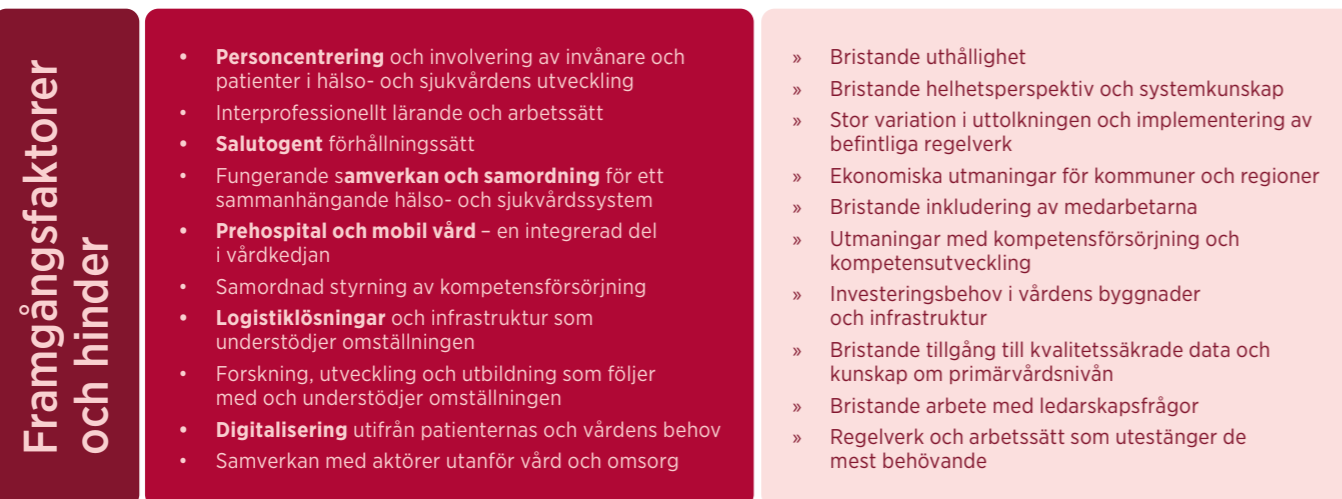 Framgångsfaktorer
och hinder
• Personcentrering och involvering av invånare och
patienter i hälso- och sjukvårdens utveckling
• Interprofessionellt lärande och arbetssätt
• Salutogent förhållningssätt
• Fungerande samverkan och samordning för ett
sammanhängande hälso- och sjukvårdssystem
• Prehospital och mobil vård – en integrerad del
i vårdkedjan
• Samordnad styrning av kompetensförsörjning
• Logistiklösningar och infrastruktur som
understödjer omställningen
• Forskning, utveckling och utbildning som följer
med och understödjer omställningen
• Digitalisering utifrån patienternas och vårdens behov
• Samverkan med aktörer utanför vård och omsorg
» Bristande uthållighet
» Bristande helhetsperspektiv och systemkunskap
» Stor variation i uttolkningen och implementering av
befintliga regelverk
» Ekonomiska utmaningar för kommuner och regioner
» Bristande inkludering av medarbetarna
» Utmaningar med kompetensförsörjning och
kompetensutveckling
» Investeringsbehov i vårdens byggnader
och infrastruktur
» Bristande tillgång till kvalitetssäkrade data och
kunskap om primärvårdsnivån
» Bristande arbete med ledarskapsfrågor
» Regelverk och arbetssätt som utestänger de
mest behövande